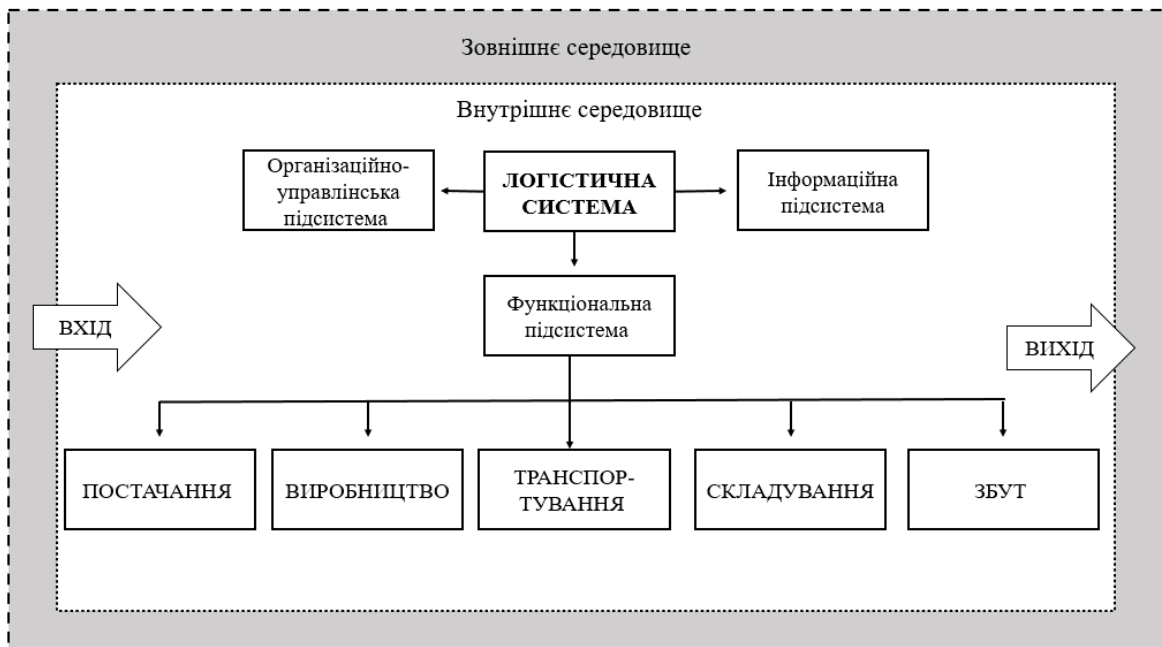 Зовнішнє середовище
Внутрішнє середовище
Організаційно-
управлінська
підсистема
ЛОГІСТИЧНА
СИСТЕМА
Інформаційна
підсистема
Функціональна
підсистема
ВХІД
ВИХІД
ПОСТАЧАННЯ
ВИРОБНИЦТВО
ТРАНСПОР-
ТУВАННЯ
СКЛАДУВАННЯ
ЗБУТ